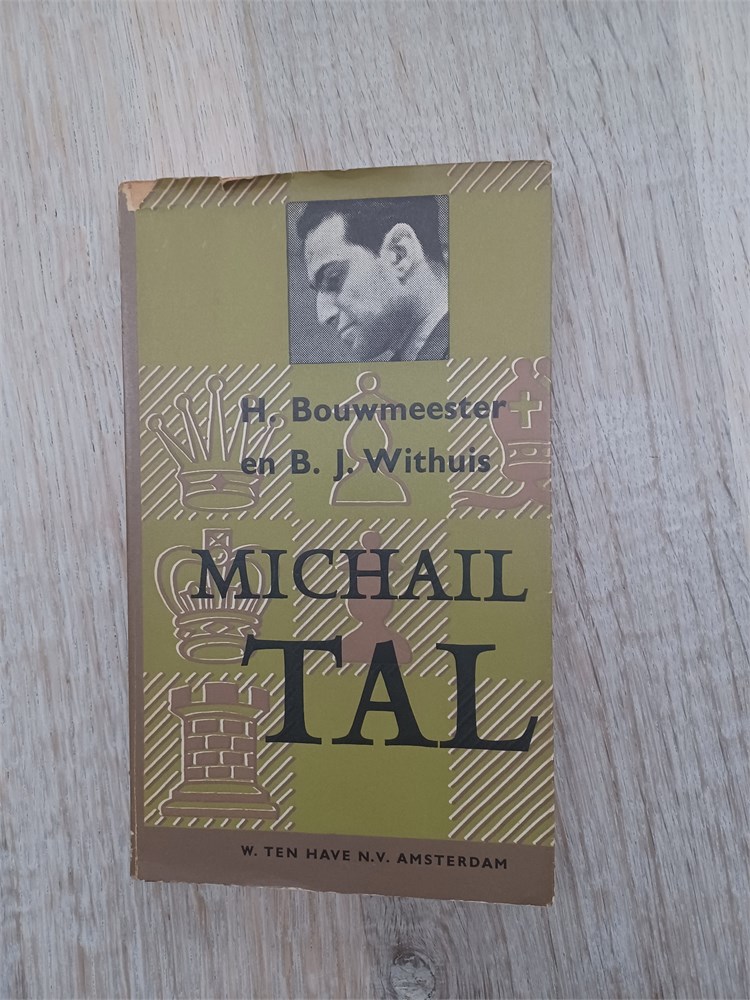 H. Bouwmeester
en B. J. Withuis
MICHAIL
TAL
W. TEN HAVE N.V. AMSTERDAM